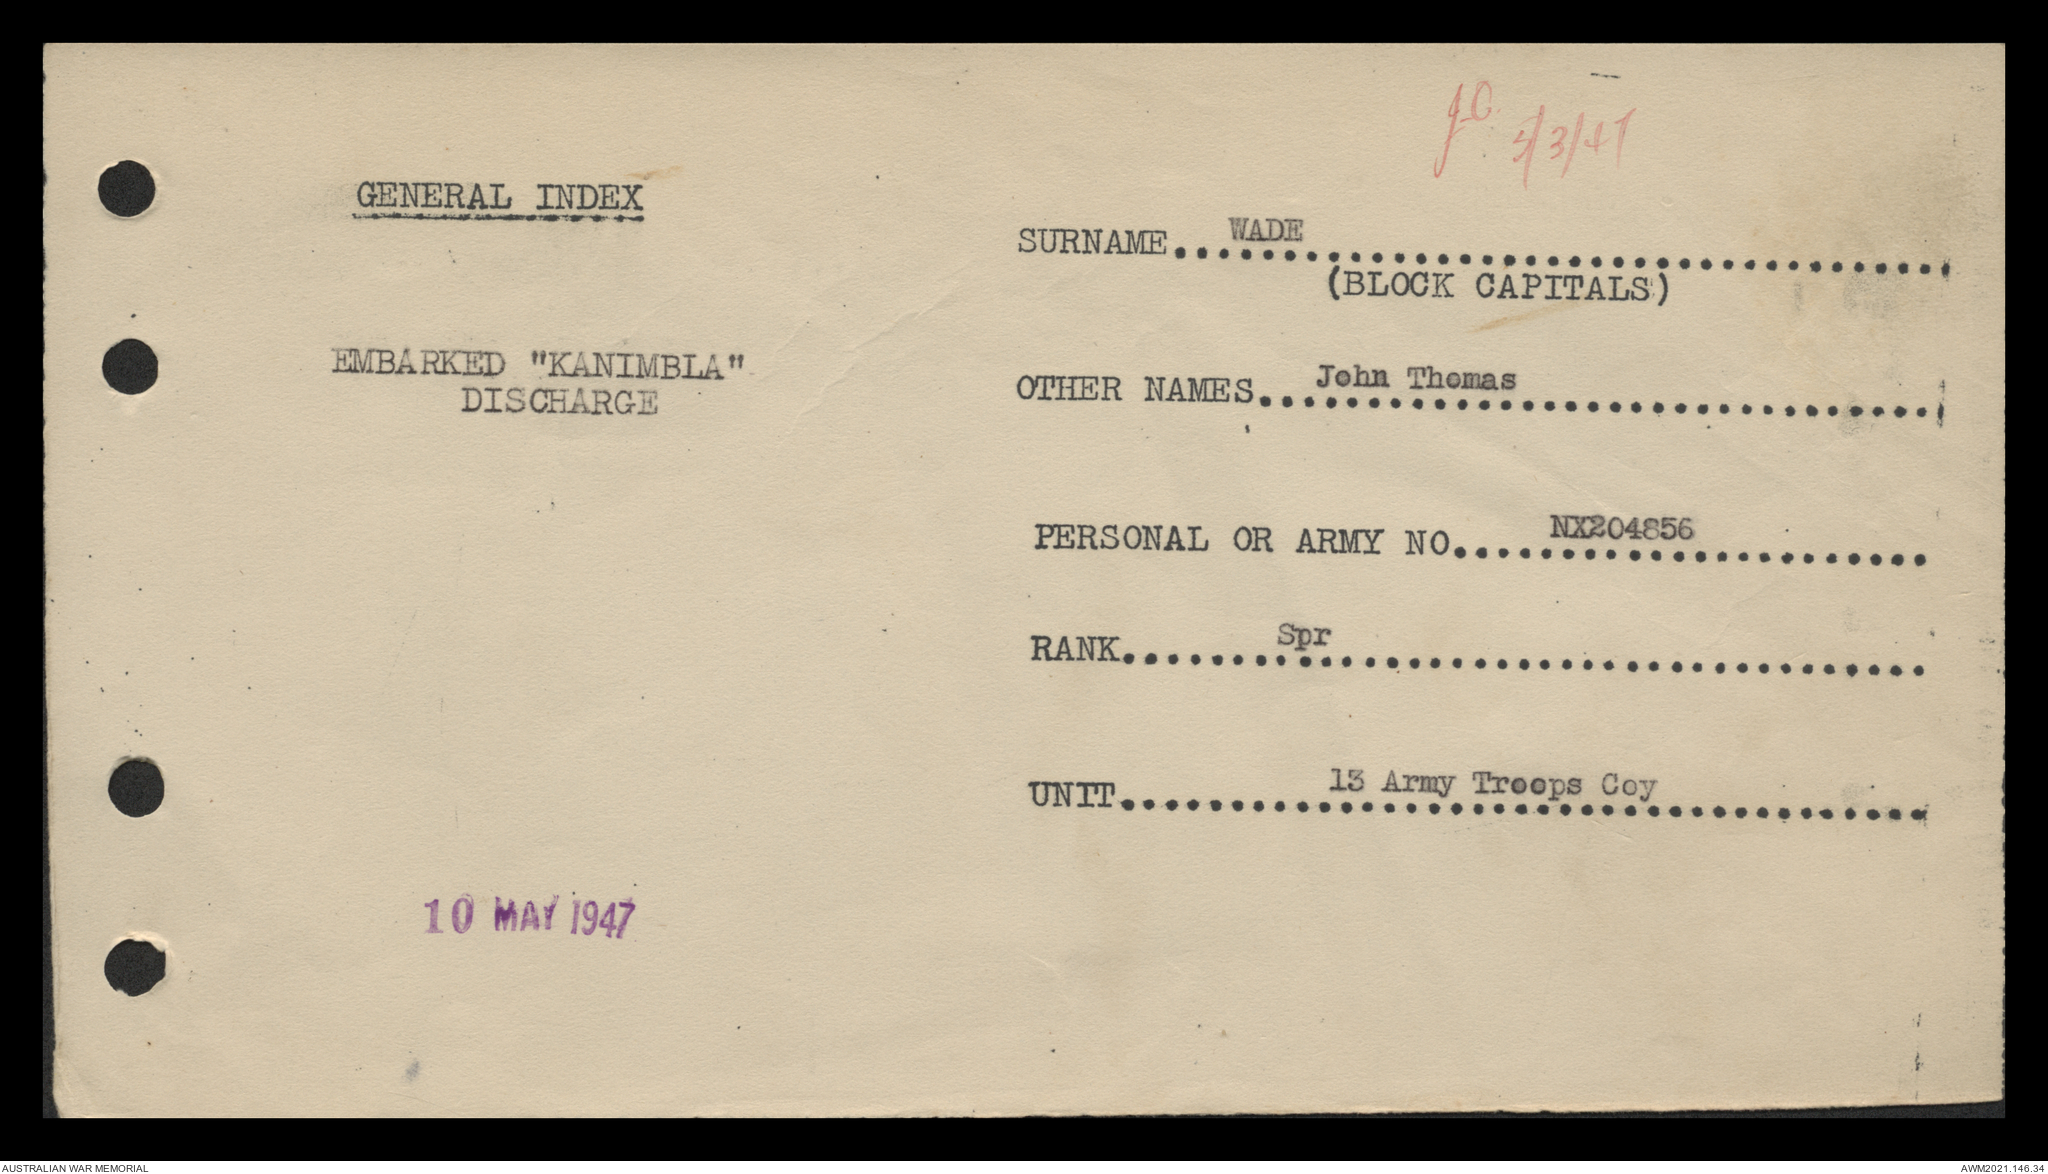 GENERAL INDEX
EMBARKED "KANIMBLA"
DISCHARGE
10 MAY 1947
5/3/47
SURNAME....WADE..............................
(BLOCK CAPITALS)
OTHER NAMES...John Thomas....................
PERSONAL OR ARMY NO....NX204856..............
RANK.......Spr...............................
UNIT..........13 Army Troops Coy.............
AUSTRALIAN WAR MEMORIAL
AWM2021.146.34